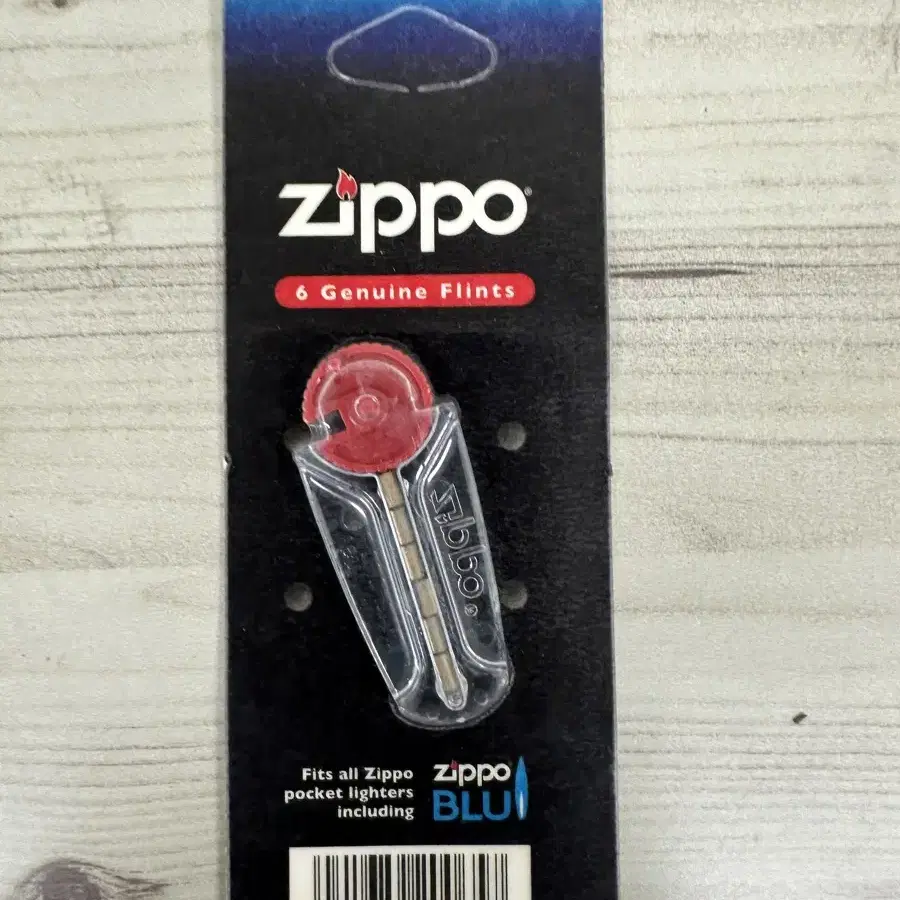 zippo
6 Genuine Flints
zippo®
Fits all Zippo
pocket lighters
including
zippo
BLU